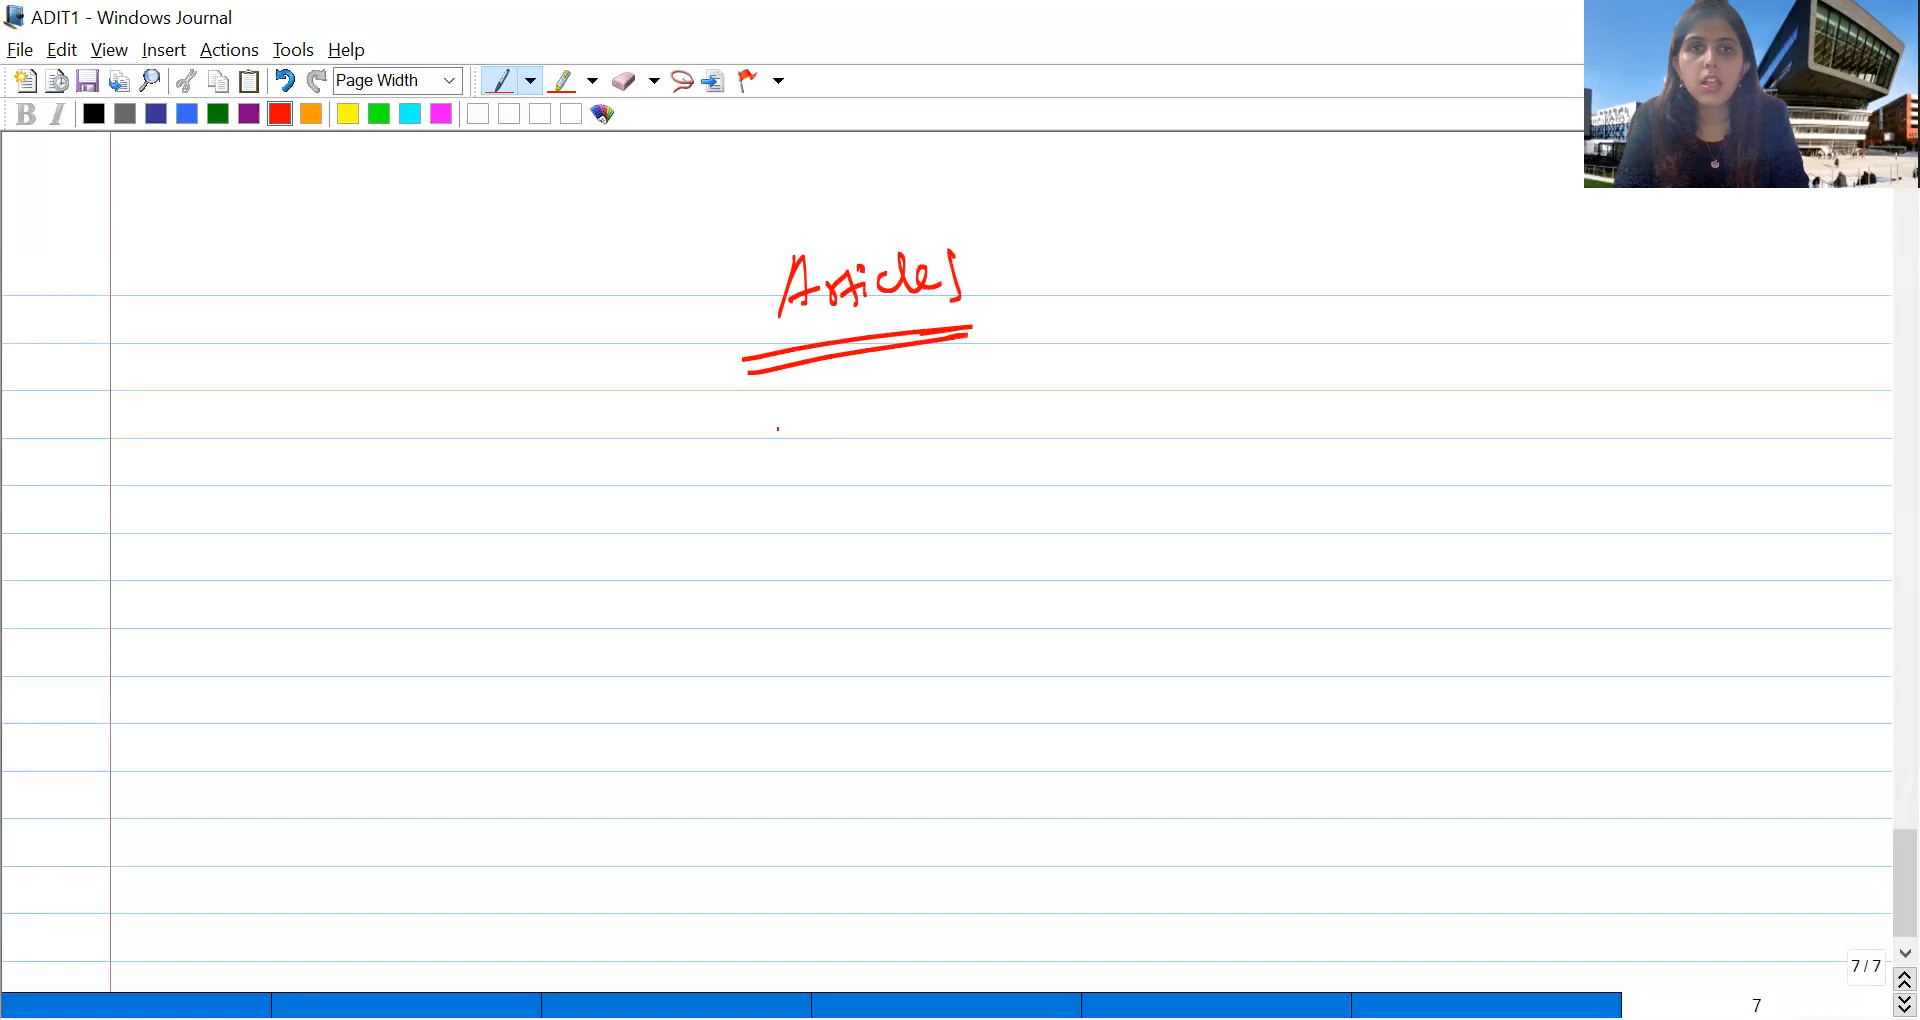 ADIT1 - Windows Journal
File Edit View Insert Actions Tools Help
Page Width
B I
Articles
7 / 7
7